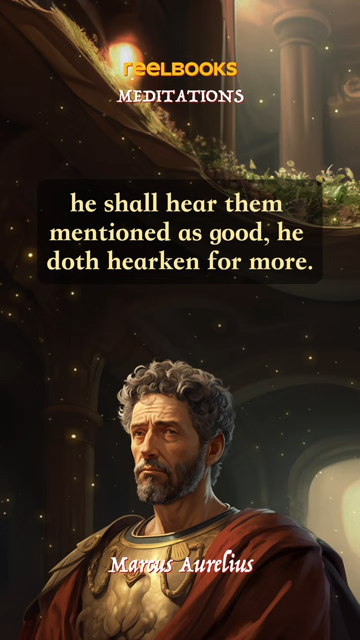 reelBOOKS
MEDITATIONS
he shall hear them
mentioned as good, he
doth hearken for more.
Marcus Aurelius